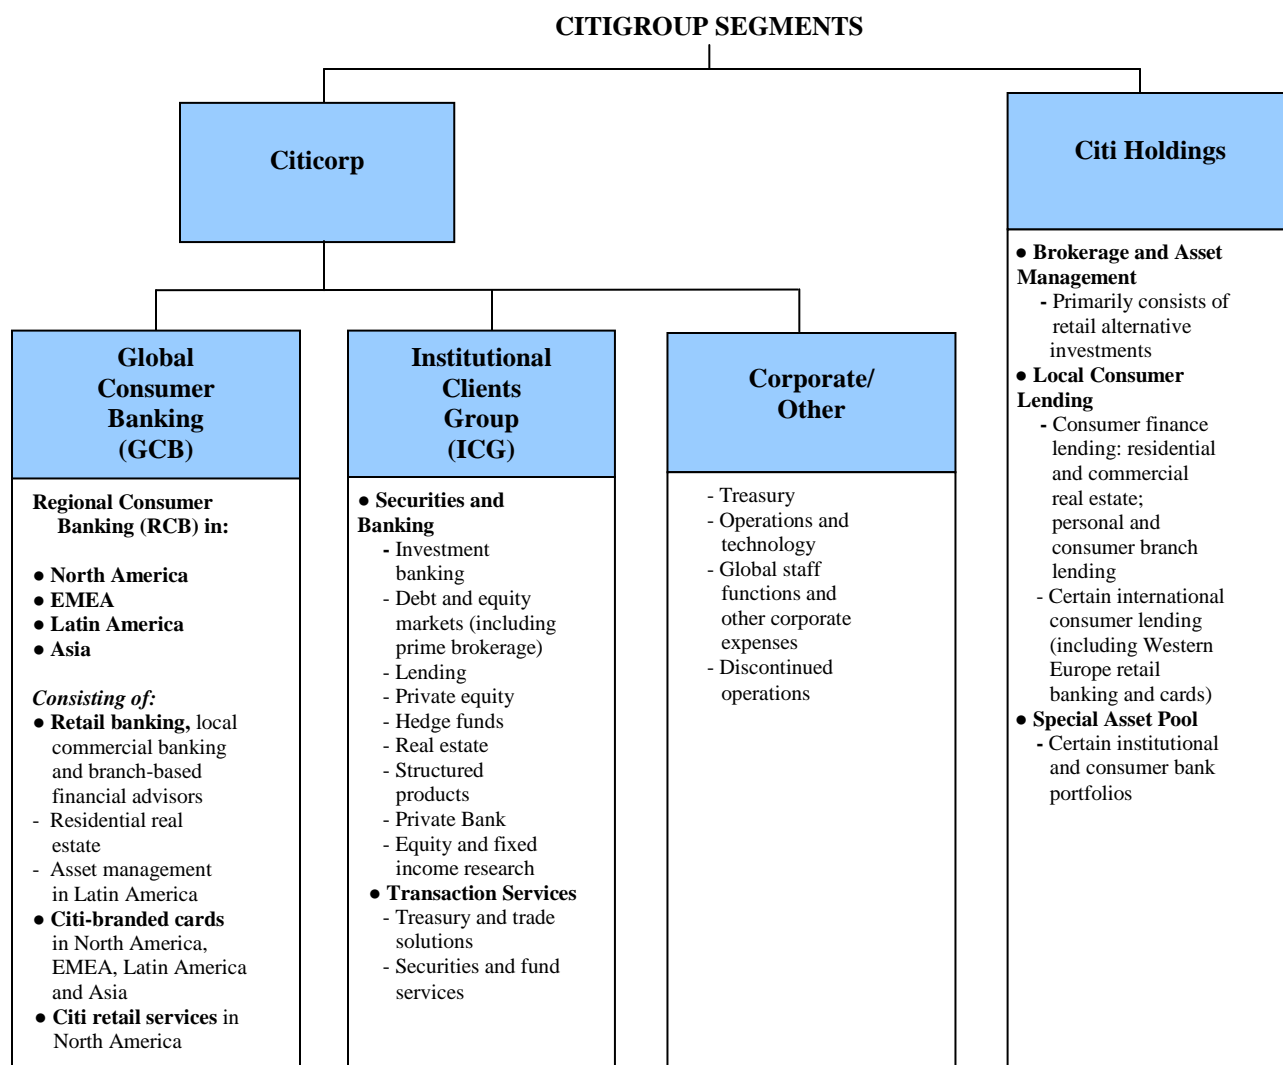 CITIGROUP SEGMENTS
Citicorp
Citi Holdings
● Brokerage and Asset
Management
- Primarily consists of
retail alternative
investments
● Local Consumer
Lending
- Consumer finance
lending: residential
and commercial
real estate;
personal and
consumer branch
lending
- Certain international
consumer lending
(including Western
Europe retail
banking and cards)
● Special Asset Pool
- Certain institutional
and consumer bank
portfolios
Global
Consumer
Banking
(GCB)
Regional Consumer
Banking (RCB) in:
● North America
● EMEA
● Latin America
● Asia
Consisting of:
● Retail banking, local
commercial banking
and branch-based
financial advisors
- Residential real
estate
- Asset management
in Latin America
● Citi-branded cards
in North America,
EMEA, Latin America
and Asia
● Citi retail services in
North America
Institutional
Clients
Group
(ICG)
● Securities and
Banking
- Investment
banking
- Debt and equity
markets (including
prime brokerage)
- Lending
- Private equity
- Hedge funds
- Real estate
- Structured
products
- Private Bank
- Equity and fixed
income research
● Transaction Services
- Treasury and trade
solutions
- Securities and fund
services
Corporate/
Other
- Treasury
- Operations and
technology
- Global staff
functions and
other corporate
expenses
- Discontinued
operations